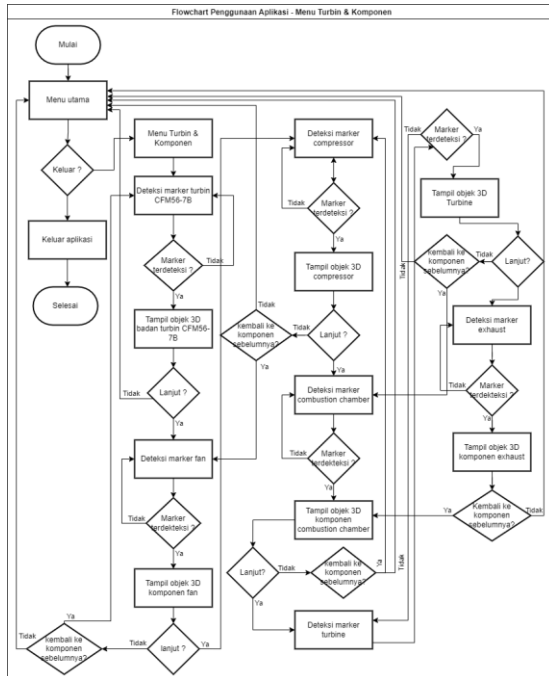 Flowchart Penggunaan Aplikasi - Menu Turbin & Komponen
Mulai
Menu utama
Keluar ?
Keluar aplikasi
Selesai
Menu Turbin &
Komponen
Deteksi marker turbin
CFM56-7B
Marker
terdeteksi ?
Tidak
Ya
Tampil objek 3D
badan turbin CFM56-
7B
Tidak
Lanjut ?
Ya
Deteksi marker fan
Tidak
Marker
terdekteksi ?
Ya
Tampil objek 3D
komponen fan
Ya
Tidak
kembali ke
komponen
sebelumnya?
Tidak
lanjut ?
Ya
Tidak
Deteksi marker
compressor
Tidak
Marker
terdeteksi ?
Ya
Tampil objek 3D
compressor
Tidak
kembali ke
komponen
sebelumnya?
Tidak
Lanjut ?
Ya
Ya
Deteksi marker
combustion chamber
Tidak
Marker
terdekteksi ?
Ya
Tampil objek 3D
komponen
combustion chamber
Lanjut?
Tidak
Kembali ke
komponen
sebelumnya?
Ya
Tidak
Ya
Deteksi marker
turbine
Tidak
Marker
terdeteksi ?
Ya
Tampil objek 3D
Turbine
Tidak
kembali ke
komponen
sebelumnya?
Tidak
Lanjut?
Ya
Ya
Deteksi marker
exhaust
Tidak
Marker
terdekteksi ?
Ya
Tampil objek 3D
komponen exhaust
Ya
Kembali ke
komponen
sebelumnya?
Tidak